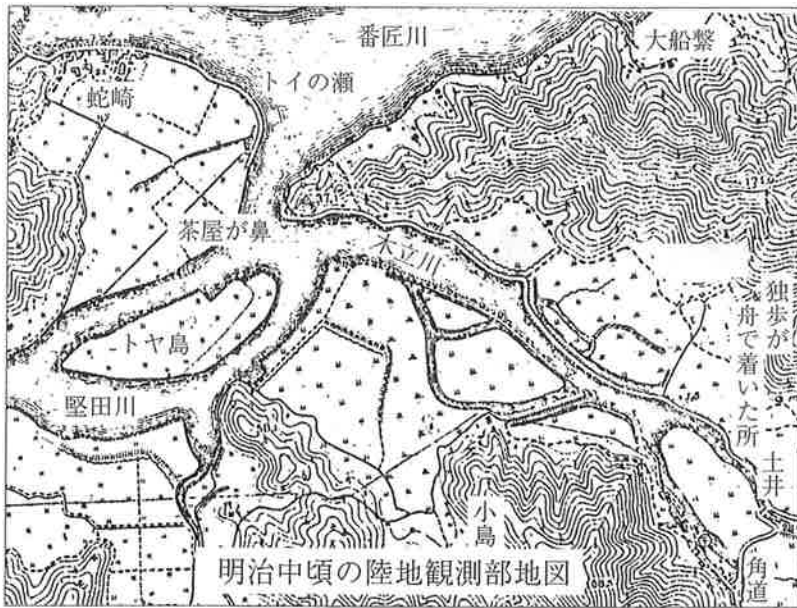 番匠川
大船繋
トイの瀬
蛇崎
茶屋が鼻
木立川
独歩が
舟で着いた所
トヤ島
堅田川
土井
小島
角道
明治中頃の陸地観測部地図